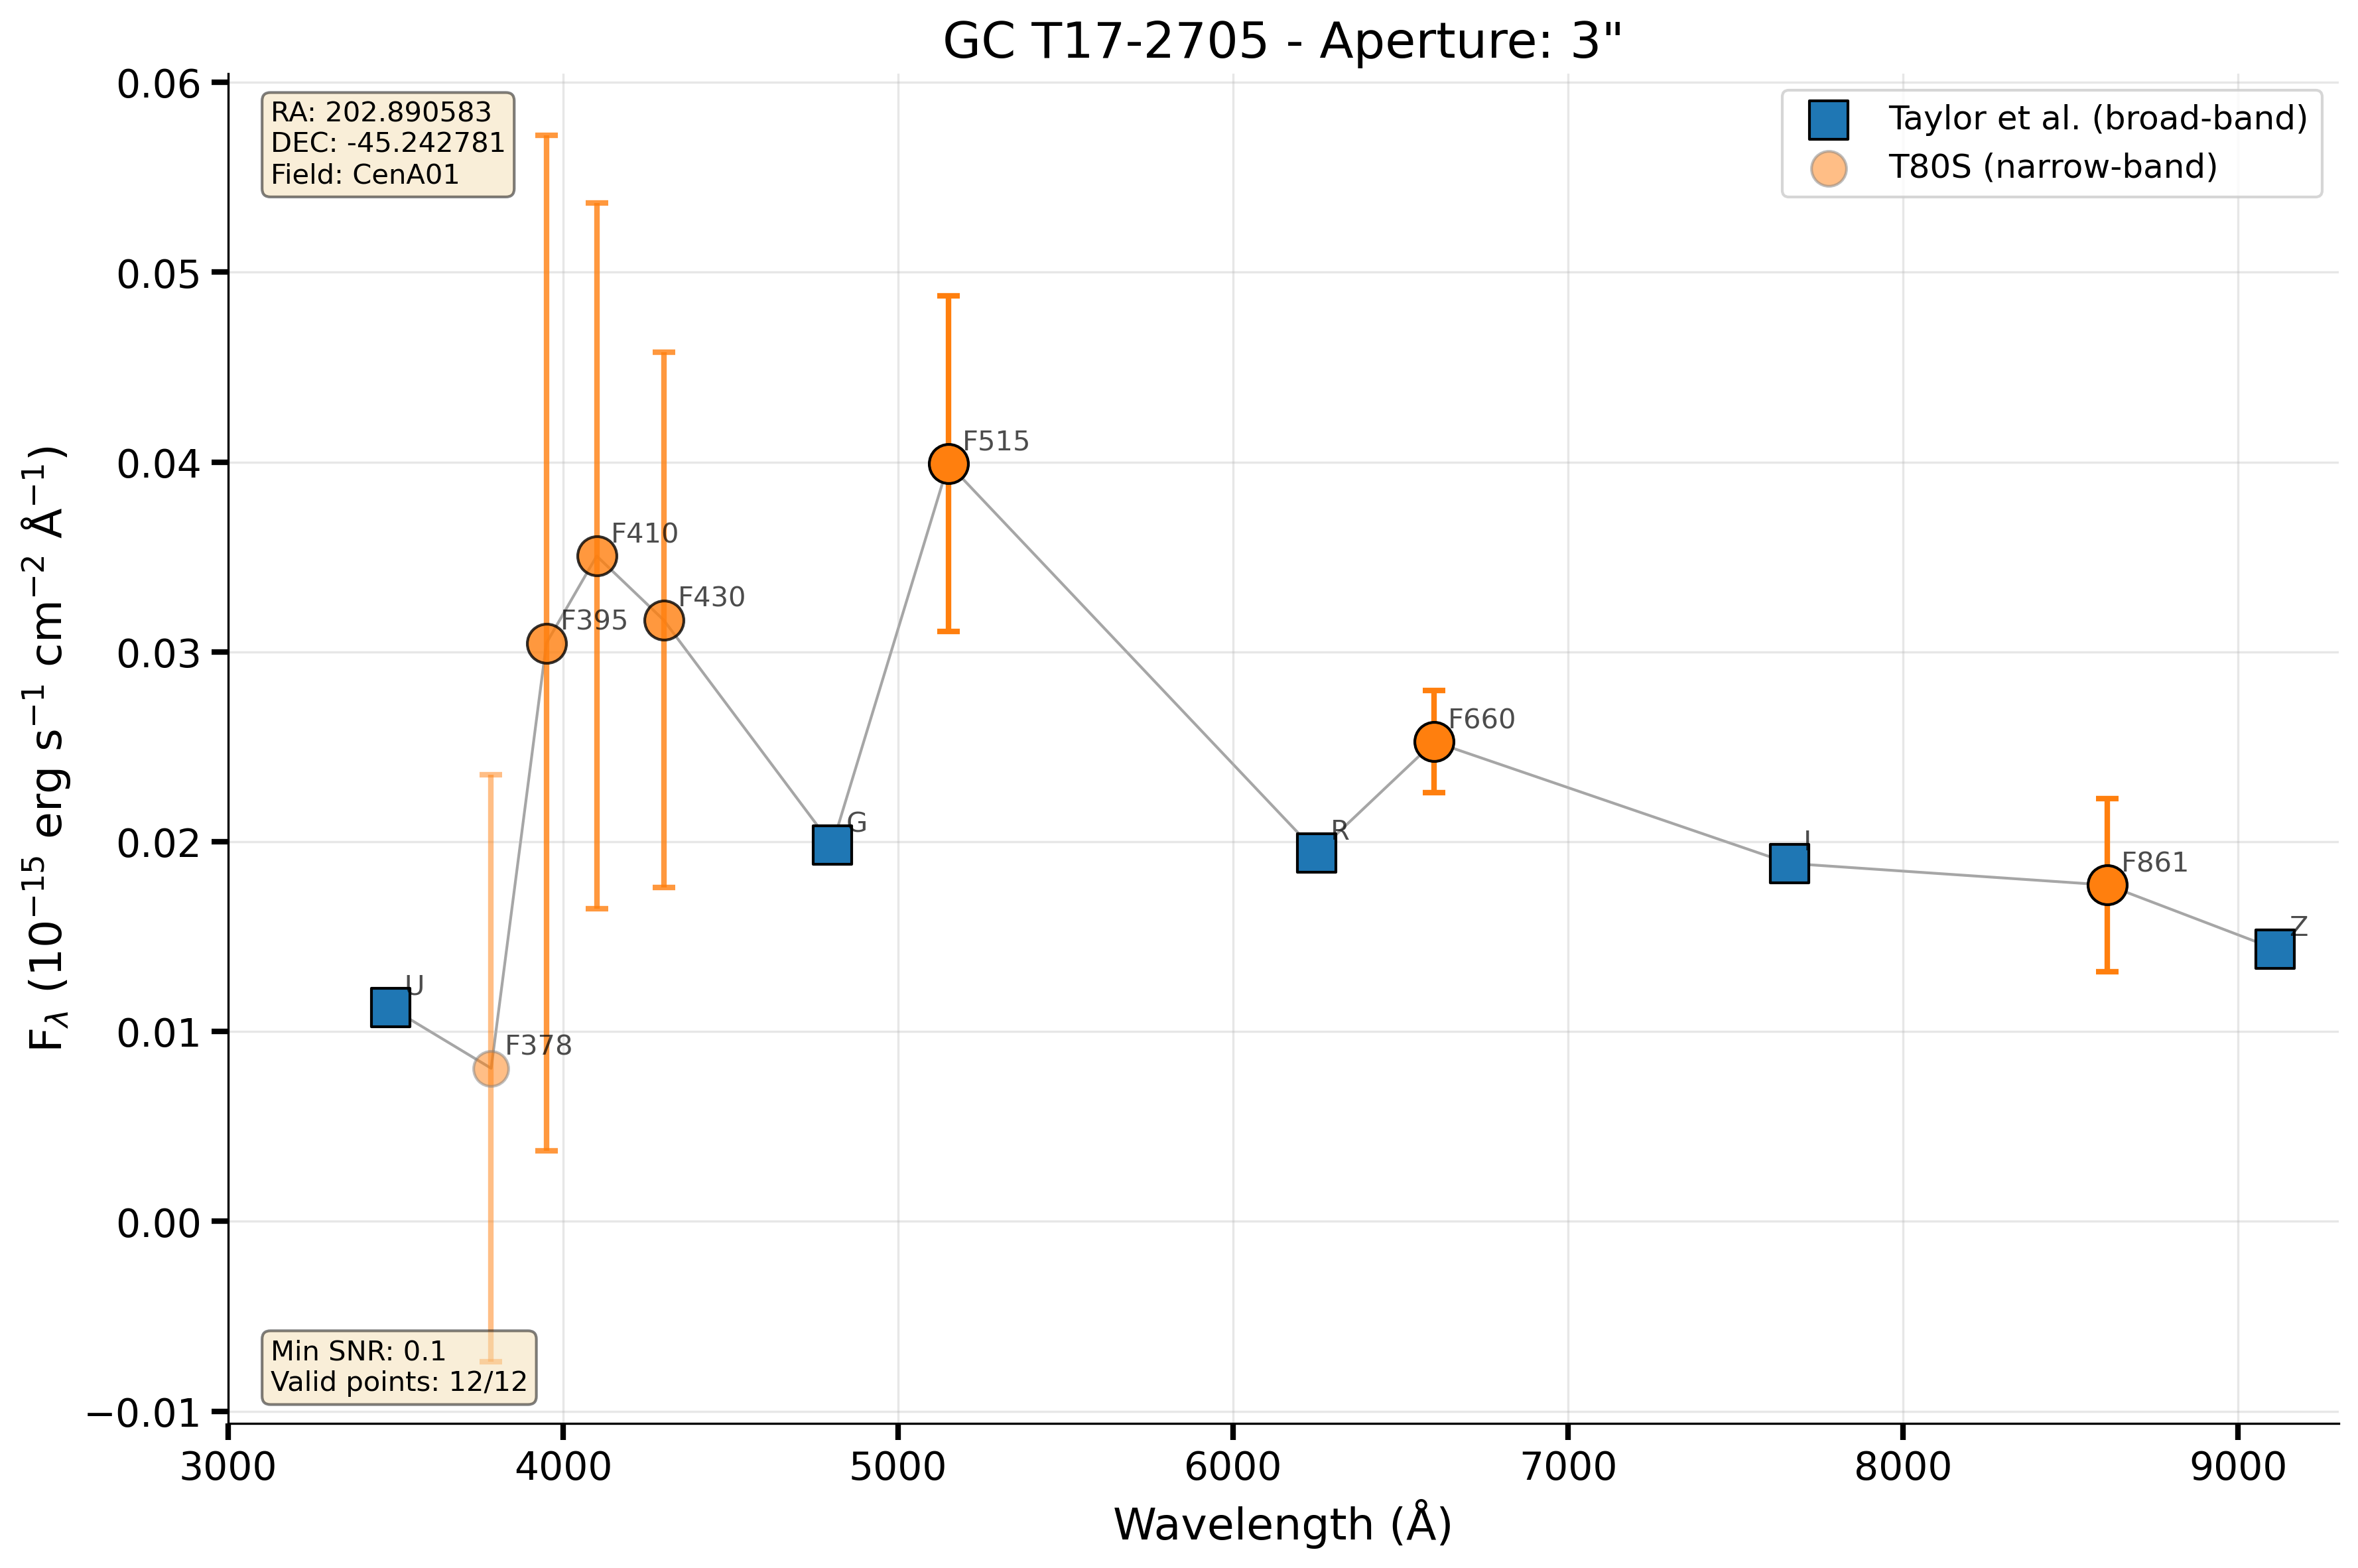 GC T17-2705 - Aperture: 3"
RA: 202.890583
DEC: -45.242781
Field: CenA01
Taylor et al. (broad-band)
T80S (narrow-band)
0.06
0.05
0.04
0.03
0.02
0.01
0.00
−0.01
F$_λ$ (10$^{−15}$ erg s$^{−1}$ cm$^{−2}$ Å$^{−1}$)
U
F378
F395
F410
F430
G
F515
R
F660
I
F861
Z
Min SNR: 0.1
Valid points: 12/12
3000
4000
5000
6000
7000
8000
9000
Wavelength (Å)